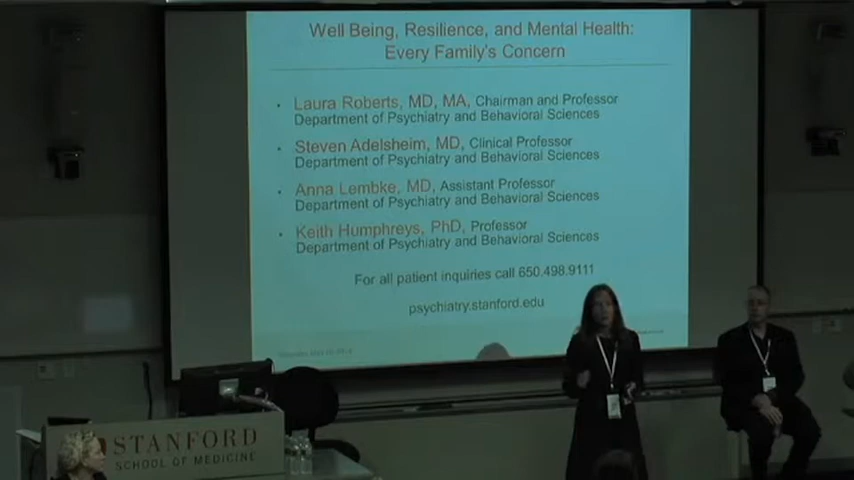 Well Being, Resilience, and Mental Health:
Every Family's Concern
• Laura Roberts, MD, MA, Chairman and Professor
Department of Psychiatry and Behavioral Sciences
• Steven Adelsheim, MD, Clinical Professor
Department of Psychiatry and Behavioral Sciences
• Anna Lembke, MD, Assistant Professor
Department of Psychiatry and Behavioral Sciences
• Keith Humphreys, PhD, Professor
Department of Psychiatry and Behavioral Sciences
For all patient inquiries call 650.498.9111
psychiatry.stanford.edu
STANFORD
SCHOOL OF MEDICINE